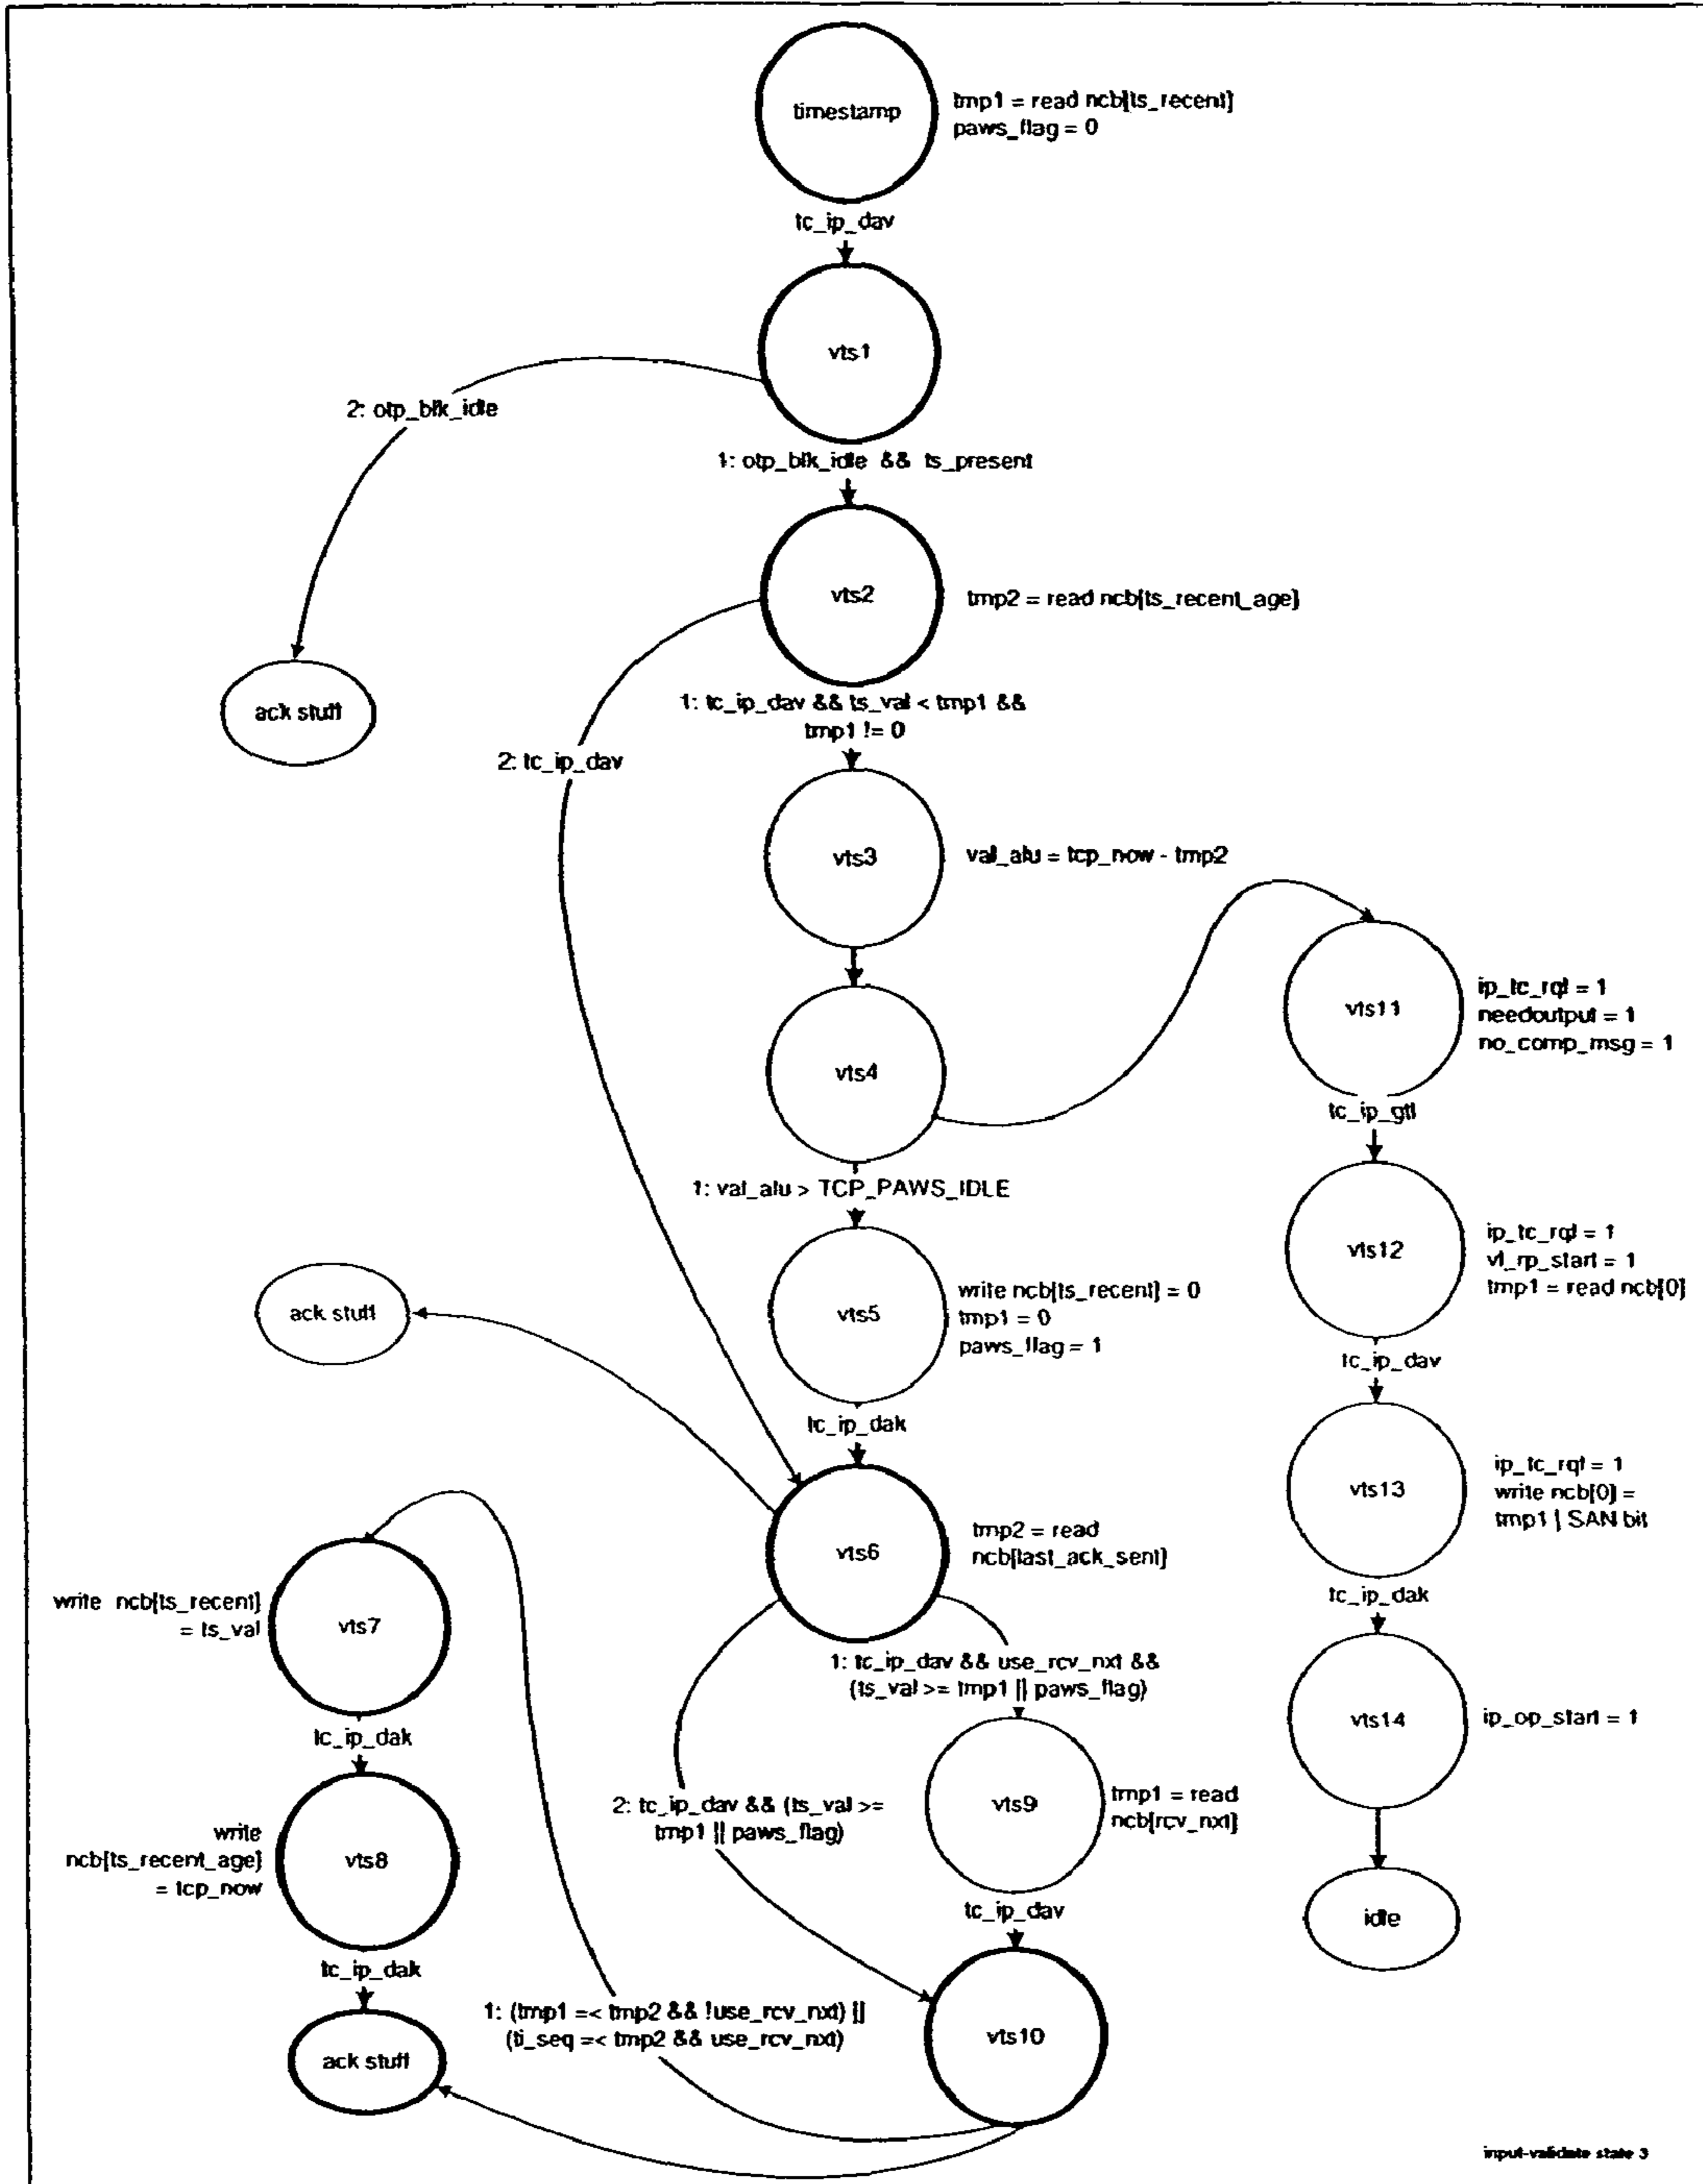 timestamp
tmp1 = read ncb[ts_recent]
paws_flag = 0
tc_ip_dav
vts1
2: otp_blk_idle
1: otp_blk_idle && ts_present
vts2
tmp2 = read ncb[ts_recent_age]
ack stuff
1: tc_ip_dav && ts_val < tmp1 &&
tmp1 != 0
2: tc_ip_dav
vts3
val_alu = tcp_now - tmp2
vts11
ip_tc_rqt = 1
needoutput = 1
no_comp_msg = 1
vts4
tc_ip_gtl
1: val_alu > TCP_PAWS_IDLE
vts12
ip_tc_rqt = 1
vl_rp_start = 1
tmp1 = read ncb[0]
ack stuff
vts5
write ncb[ts_recent] = 0
tmp1 = 0
paws_flag = 1
tc_ip_dav
tc_ip_dak
vts13
ip_tc_rqt = 1
write ncb[0] =
tmp1 | SAN bit
vts6
tmp2 = read
ncb[last_ack_sent]
tc_ip_dak
write ncb[ts_recent]
= ts_val
vts7
1: tc_ip_dav && use_rcv_nxt &&
(ts_val >= tmp1 || paws_flag)
vts14
ip_op_start = 1
tc_ip_dak
2: tc_ip_dav && (ts_val >=
tmp1 || paws_flag)
vts9
tmp1 = read
ncb[rcv_nxt]
write
ncb[ts_recent_age]
= tcp_now
vts8
tc_ip_dav
idle
tc_ip_dak
1: (tmp1 =< tmp2 && !use_rcv_nxt) ||
(ti_seq =< tmp2 && use_rcv_nxt)
vts10
ack stuff
input-validate state 3